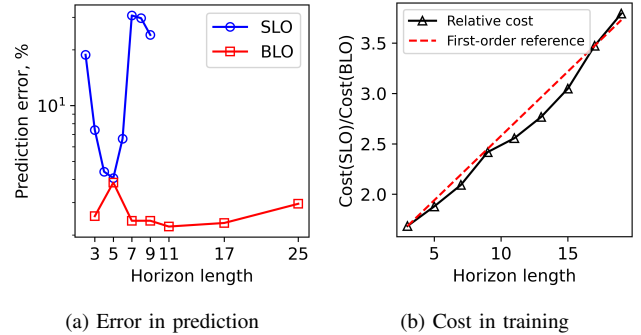 Prediction error, %
10¹
SLO
BLO
3 5 7 9 11 17 25
Horizon length
(a) Error in prediction
Cost(SLO)/Cost(BLO)
3.5
3.0
2.5
2.0
Relative cost
First-order reference
5 10 15
Horizon length
(b) Cost in training